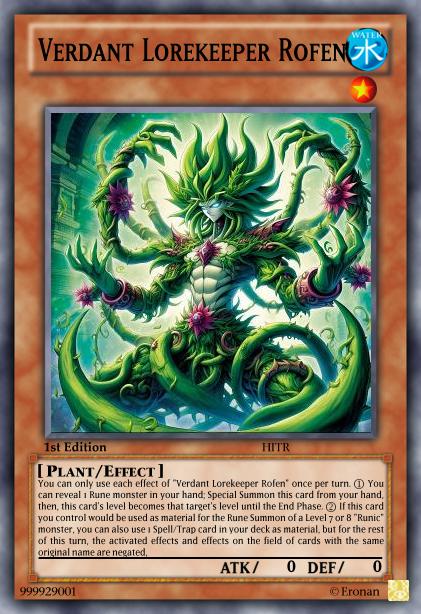 VERDANT LOREKEEPER ROFEN
WATER
水
1st Edition HITR
[ PLANT/EFFECT ]
You can only use each effect of "Verdant Lorekeeper Rofen" once per turn. ① You
can reveal 1 Rune monster in your hand; Special Summon this card from your hand,
then, this card's level becomes that target's level until the End Phase. ② If this card
you control would be used as material for the Rune Summon of a Level 7 or 8 "Runic"
monster, you can also use 1 Spell/Trap card in your deck as material, but for the rest
of this turn, the activated effects and effects on the field of cards with the same
original name are negated.
ATK/ 0 DEF/ 0
999929001 ©Eronan